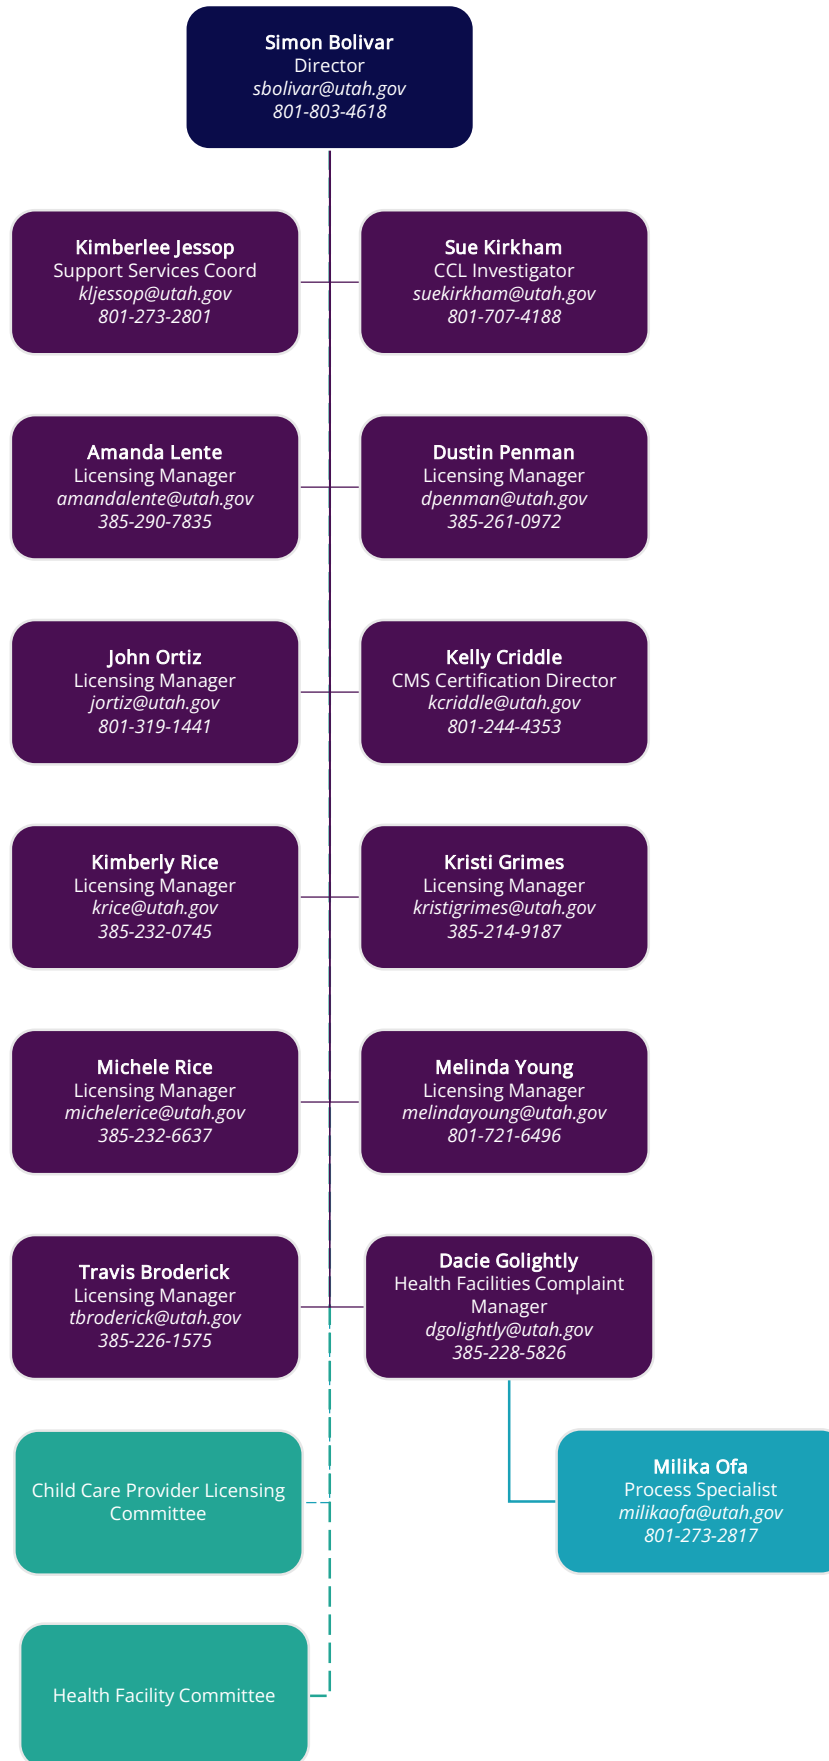 Simon Bolivar
Director
sbolivar@utah.gov
801-803-4618
Kimberlee Jessop
Support Services Coord
kljessop@utah.gov
801-273-2801
Sue Kirkham
CCL Investigator
suekirkham@utah.gov
801-707-4188
Amanda Lente
Licensing Manager
amandalente@utah.gov
385-290-7835
Dustin Penman
Licensing Manager
dpenman@utah.gov
385-261-0972
John Ortiz
Licensing Manager
jortiz@utah.gov
801-319-1441
Kelly Criddle
CMS Certification Director
kcriddle@utah.gov
801-244-4353
Kimberly Rice
Licensing Manager
krice@utah.gov
385-232-0745
Kristi Grimes
Licensing Manager
kristigrimes@utah.gov
385-214-9187
Michele Rice
Licensing Manager
michelerice@utah.gov
385-232-6637
Melinda Young
Licensing Manager
melindayoung@utah.gov
801-721-6496
Travis Broderick
Licensing Manager
tbroderick@utah.gov
385-226-1575
Dacie Golightly
Health Facilities Complaint
Manager
dgolightly@utah.gov
385-228-5826
Child Care Provider Licensing
Committee
Milika Ofa
Process Specialist
milikaofa@utah.gov
801-273-2817
Health Facility Committee